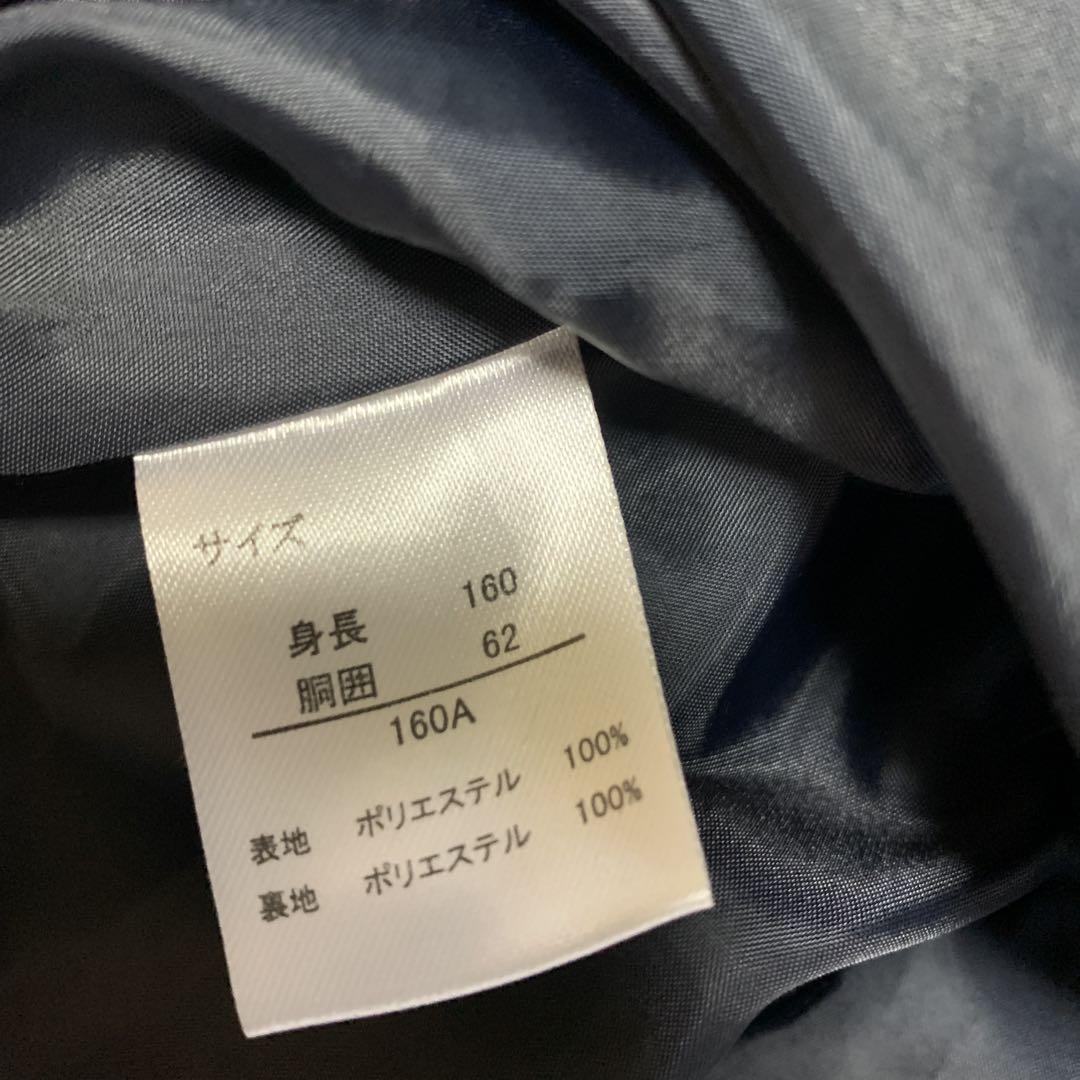 サイズ
身長 160
胴囲 62
160A
表地 ポリエステル 100%
裏地 ポリエステル 100%